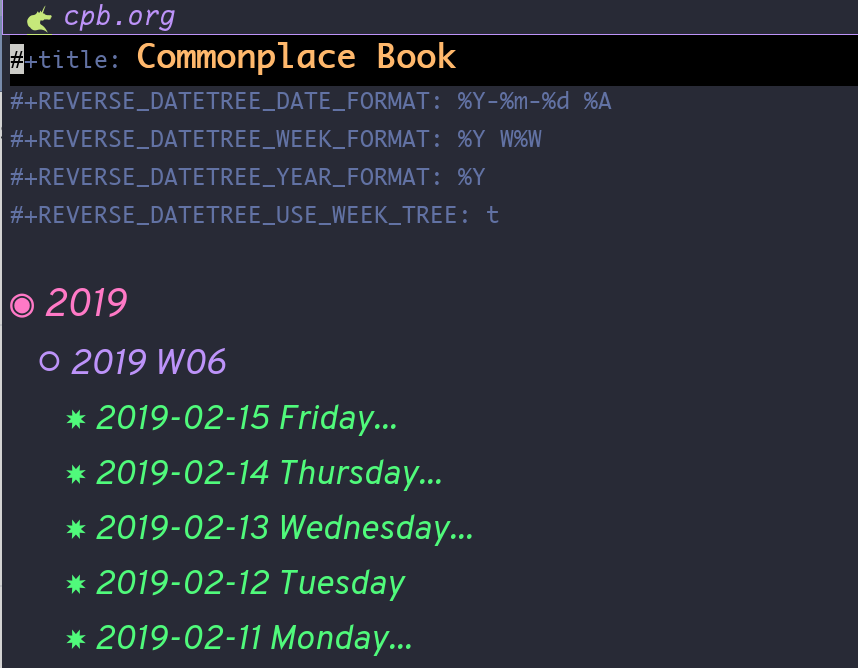 cpb.org
#+title: Commonplace Book
#+REVERSE_DATETREE_DATE_FORMAT: %Y-%m-%d %A
#+REVERSE_DATETREE_WEEK_FORMAT: %Y W%W
#+REVERSE_DATETREE_YEAR_FORMAT: %Y
#+REVERSE_DATETREE_USE_WEEK_TREE: t
2019
2019 W06
2019-02-15 Friday...
2019-02-14 Thursday...
2019-02-13 Wednesday...
2019-02-12 Tuesday
2019-02-11 Monday...